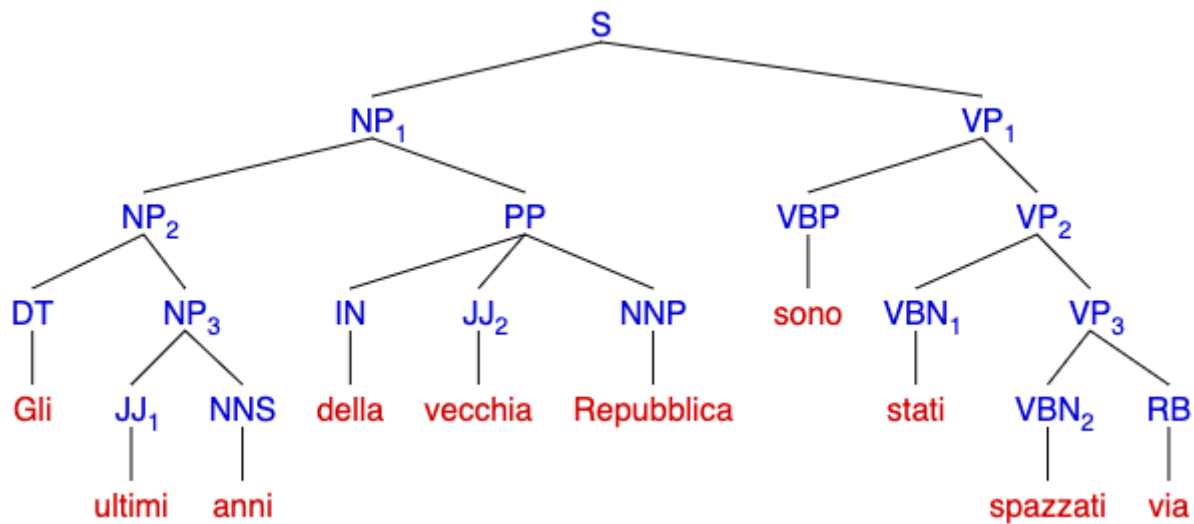 S
NP₁ VP₁
NP₂ PP VBP VP₂
DT NP₃ IN JJ₂ NNP sono VBN₁ VP₃
Gli JJ₁ NNS della vecchia Repubblica stati VBN₂ RB
ultimi anni spazzati via